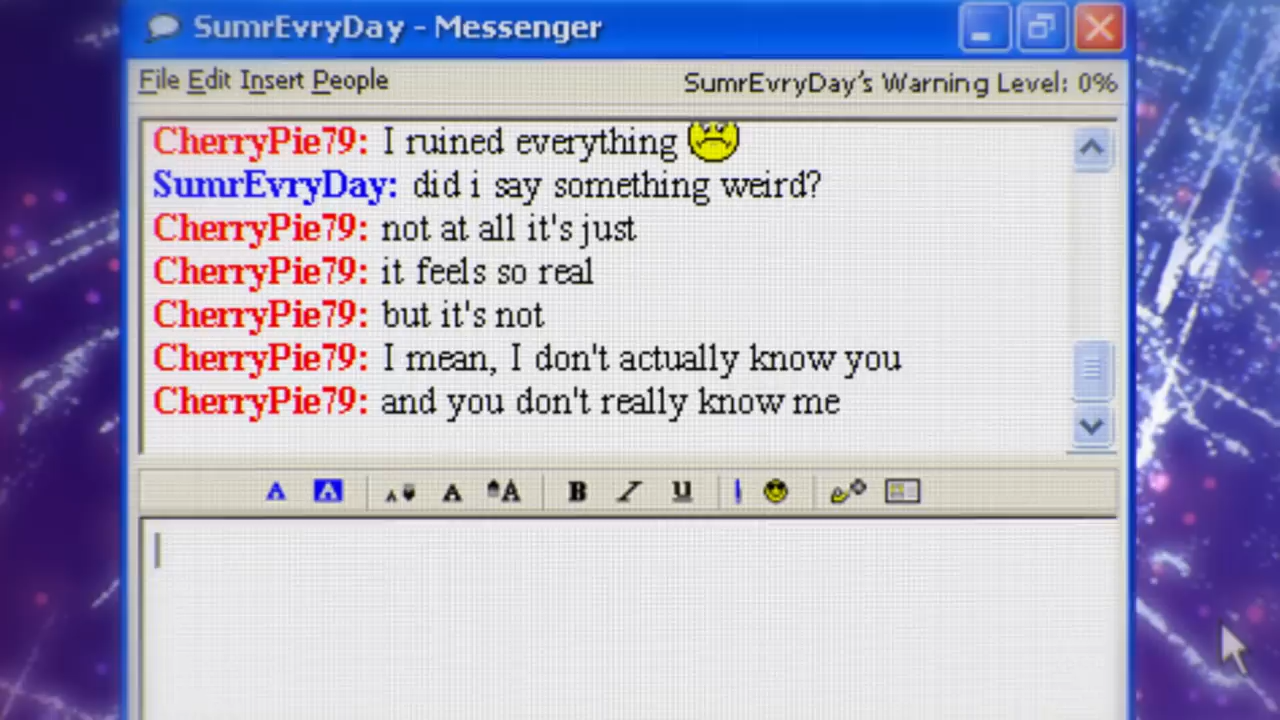 SumrEvryDay - Messenger
File Edit Insert People SumrEvryDay's Warning Level: 0%
CherryPie79: I ruined everything
SumrEvryDay: did i say something weird?
CherryPie79: not at all it's just
CherryPie79: it feels so real
CherryPie79: but it's not
CherryPie79: I mean, I don't actually know you
CherryPie79: and you don't really know me
A A A A A B I U